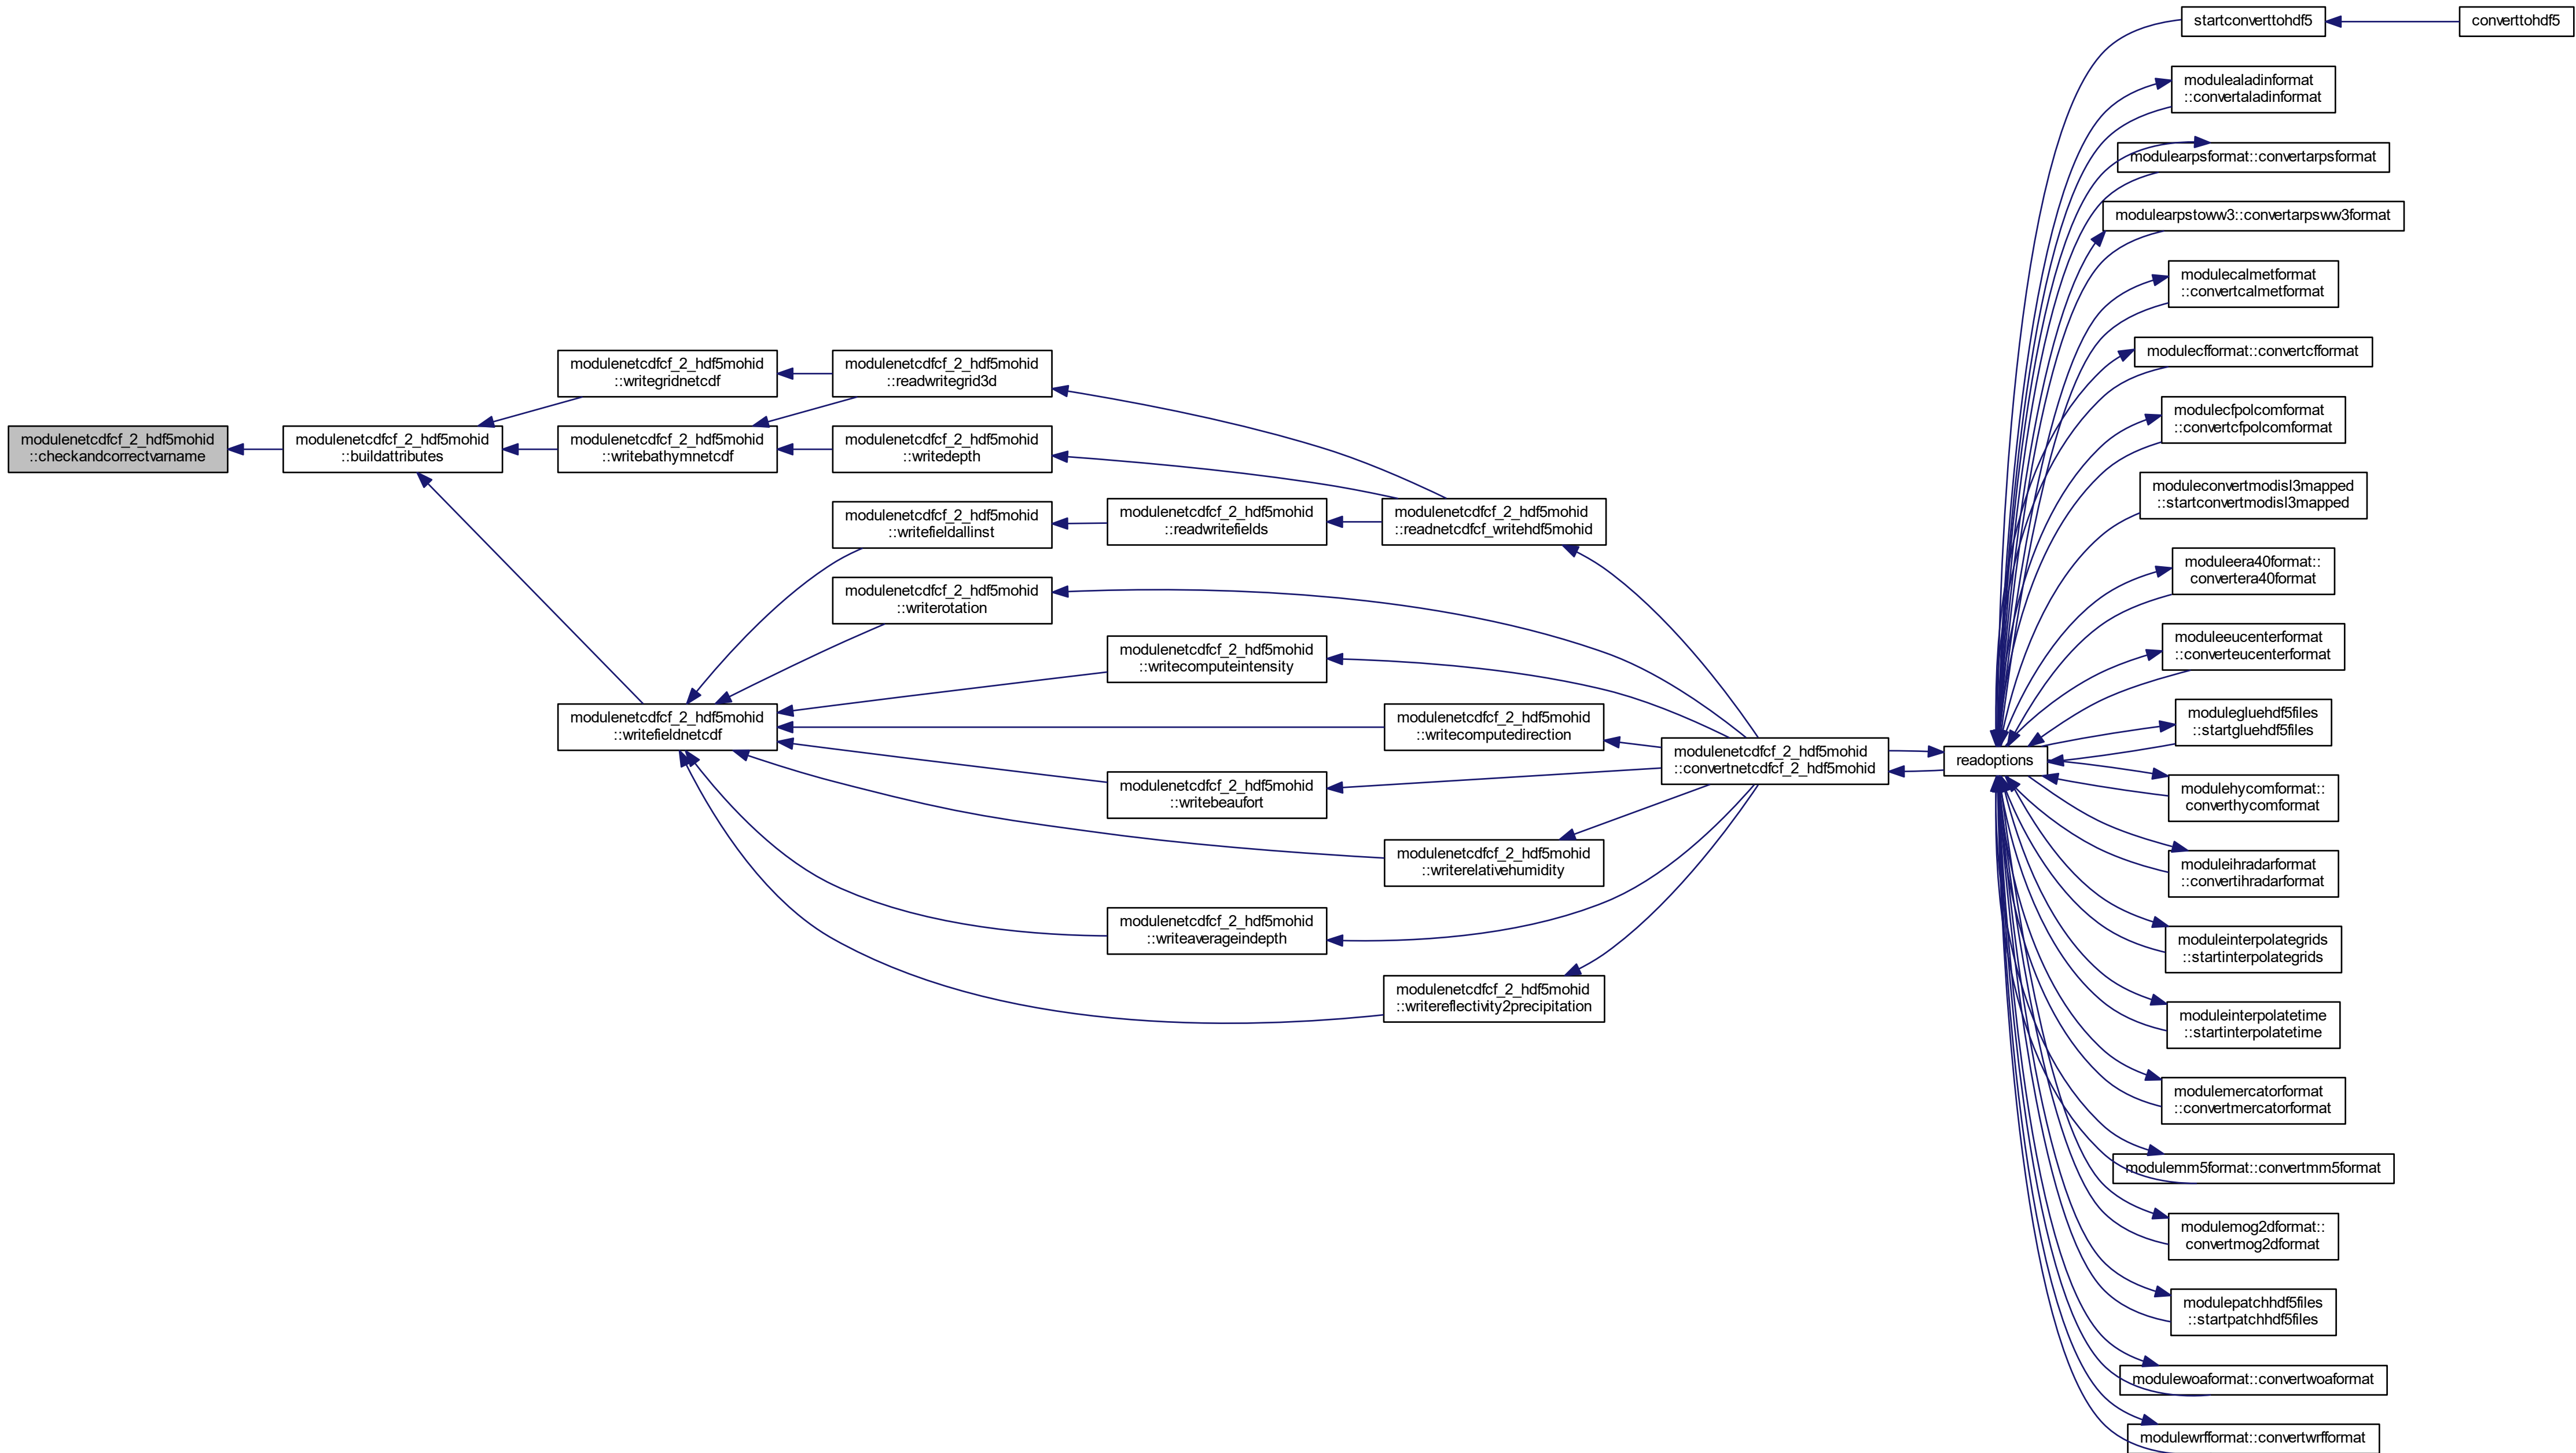 modulenetcdfcf_2_hdf5mohid
::checkandcorrectvarname
modulenetcdfcf_2_hdf5mohid
::buildattributes
modulenetcdfcf_2_hdf5mohid
::writegridnetcdf
modulenetcdfcf_2_hdf5mohid
::writebathymnetcdf
modulenetcdfcf_2_hdf5mohid
::writefieldnetcdf
modulenetcdfcf_2_hdf5mohid
::readwritegrid3d
modulenetcdfcf_2_hdf5mohid
::writedepth
modulenetcdfcf_2_hdf5mohid
::writefieldallinst
modulenetcdfcf_2_hdf5mohid
::writerotation
modulenetcdfcf_2_hdf5mohid
::readwritefields
modulenetcdfcf_2_hdf5mohid
::writecomputeintensity
modulenetcdfcf_2_hdf5mohid
::writebeaufort
modulenetcdfcf_2_hdf5mohid
::writeaverageindepth
modulenetcdfcf_2_hdf5mohid
::readnetcdfcf_writehdf5mohid
modulenetcdfcf_2_hdf5mohid
::writecomputedirection
modulenetcdfcf_2_hdf5mohid
::writerelativehumidity
modulenetcdfcf_2_hdf5mohid
::writereflectivity2precipitation
modulenetcdfcf_2_hdf5mohid
::convertnetcdfcf_2_hdf5mohid
readoptions
startconverttohdf5
converttohdf5
modulealadinformat
::convertaladinformat
modulearpsformat::convertarpsformat
modulearpstoww3::convertarpsww3format
modulecalmetformat
::convertcalmetformat
modulecfformat::convertcfformat
modulecfpolcomformat
::convertcfpolcomformat
moduleconvertmodisl3mapped
::startconvertmodisl3mapped
moduleera40format::
convertera40format
moduleeucenterformat
::converteucenterformat
modulegluehdf5files
::startgluehdf5files
modulehycomformat::
converthycomformat
moduleihradarformat
::convertihradarformat
moduleinterpolategrids
::startinterpolategrids
moduleinterpolatetime
::startinterpolatetime
modulemercatorformat
::convertmercatorformat
modulemm5format::convertmm5format
modulemog2dformat::
convertmog2dformat
modulepatchhdf5files
::startpatchhdf5files
modulewoaformat::convertwoaformat
modulewrfformat::convertwrfformat